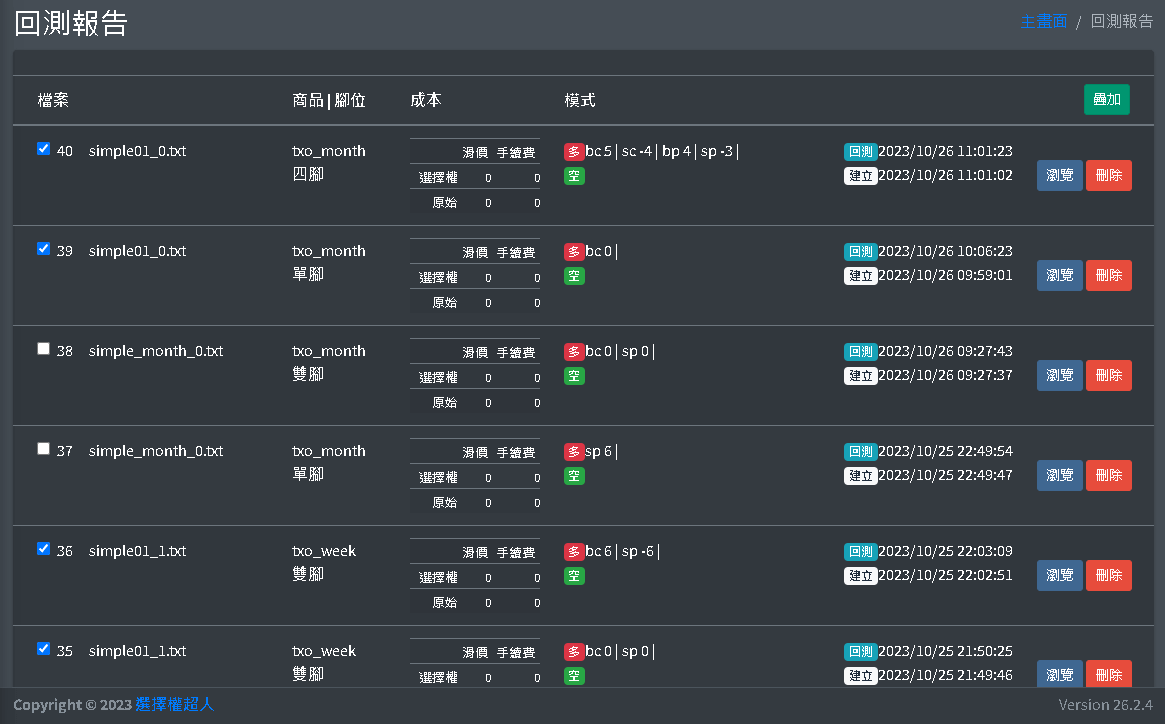 回測報告
主畫面 / 回測報告
檔案 商品 | 腳位 成本 模式 疊加
40 simple01_0.txt txo_month 滑價 手續費 多 bc 5 | sc -4 | bp 4 | sp -3 | 回測 2023/10/26 11:01:23
四腳 選擇權 0 0 空 建立 2023/10/26 11:01:02 瀏覽 刪除
原始 0 0
39 simple01_0.txt txo_month 滑價 手續費 多 bc 0 | 回測 2023/10/26 10:06:23
單腳 選擇權 0 0 空 建立 2023/10/26 09:59:01 瀏覽 刪除
原始 0 0
38 simple_month_0.txt txo_month 滑價 手續費 多 bc 0 | sp 0 | 回測 2023/10/26 09:27:43
雙腳 選擇權 0 0 空 建立 2023/10/26 09:27:37 瀏覽 刪除
原始 0 0
37 simple_month_0.txt txo_month 滑價 手續費 多 sp 6 | 回測 2023/10/25 22:49:54
單腳 選擇權 0 0 空 建立 2023/10/25 22:49:47 瀏覽 刪除
原始 0 0
36 simple01_1.txt txo_week 滑價 手續費 多 bc 6 | sp -6 | 回測 2023/10/25 22:03:09
雙腳 選擇權 0 0 空 建立 2023/10/25 22:02:51 瀏覽 刪除
原始 0 0
35 simple01_1.txt txo_week 滑價 手續費 多 bc 0 | sp 0 | 回測 2023/10/25 21:50:25
雙腳 選擇權 0 0 空 建立 2023/10/25 21:49:46 瀏覽 刪除
Copyright © 2023 選擇權超人 Version 26.2.4